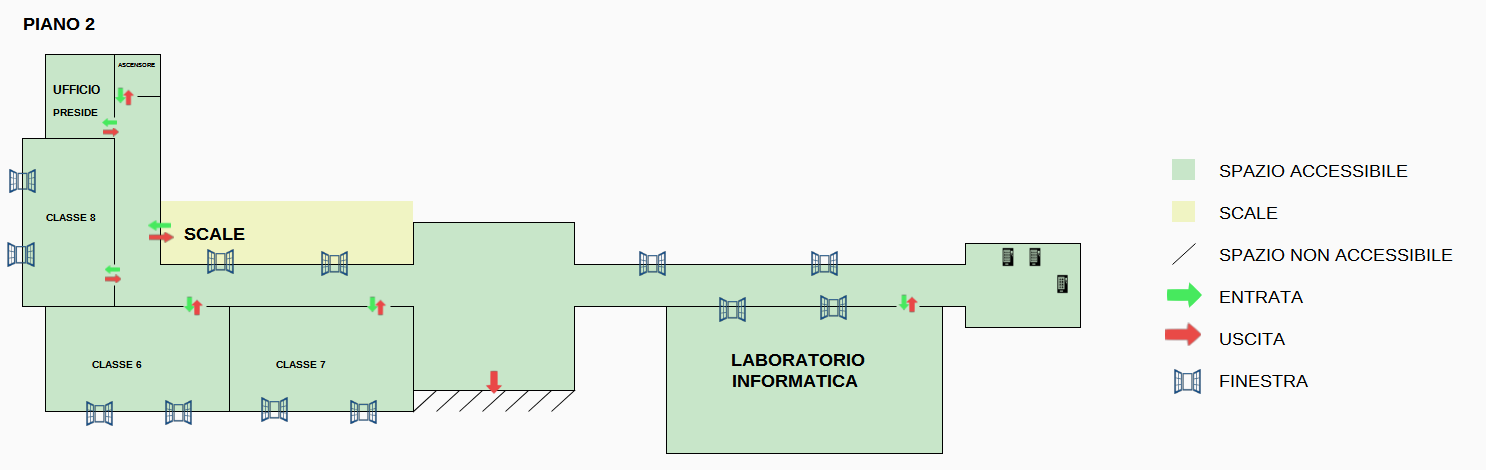 PIANO 2
ASCENSORE
UFFICIO
PRESIDE
CLASSE 8
SCALE
CLASSE 6
CLASSE 7
LABORATORIO
INFORMATICA
SPAZIO ACCESSIBILE
SCALE
SPAZIO NON ACCESSIBILE
ENTRATA
USCITA
FINESTRA